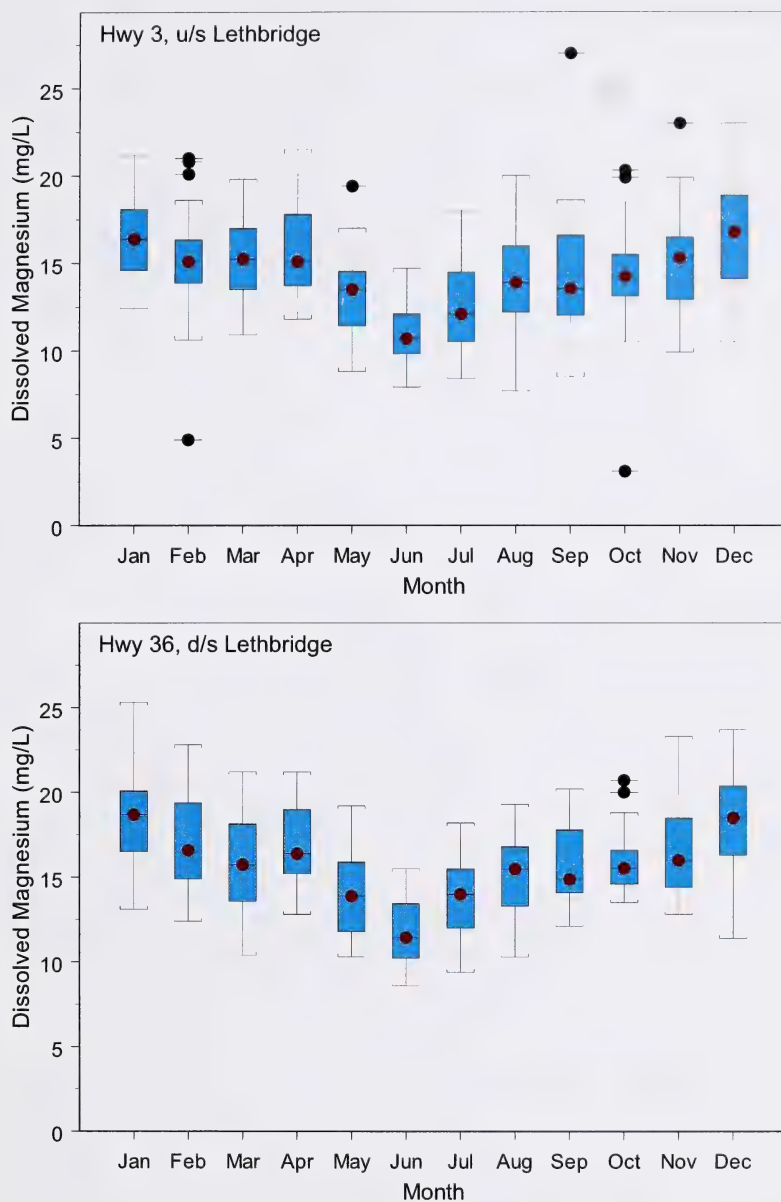 Hwy 3, u/s Lethbridge
Dissolved Magnesium (mg/L)
25
20
15
10
5
0
Jan Feb Mar Apr May Jun Jul Aug Sep Oct Nov Dec
Month
Hwy 36, d/s Lethbridge
Dissolved Magnesium (mg/L)
25
20
15
10
5
0
Jan Feb Mar Apr May Jun Jul Aug Sep Oct Nov Dec
Month